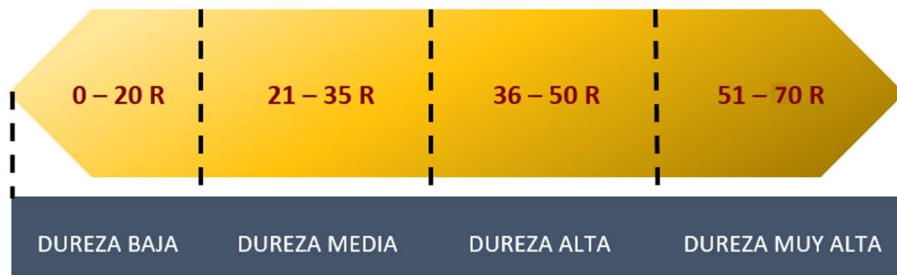 0 – 20 R
21 – 35 R
36 – 50 R
51 – 70 R
DUREZA BAJA
DUREZA MEDIA
DUREZA ALTA
DUREZA MUY ALTA